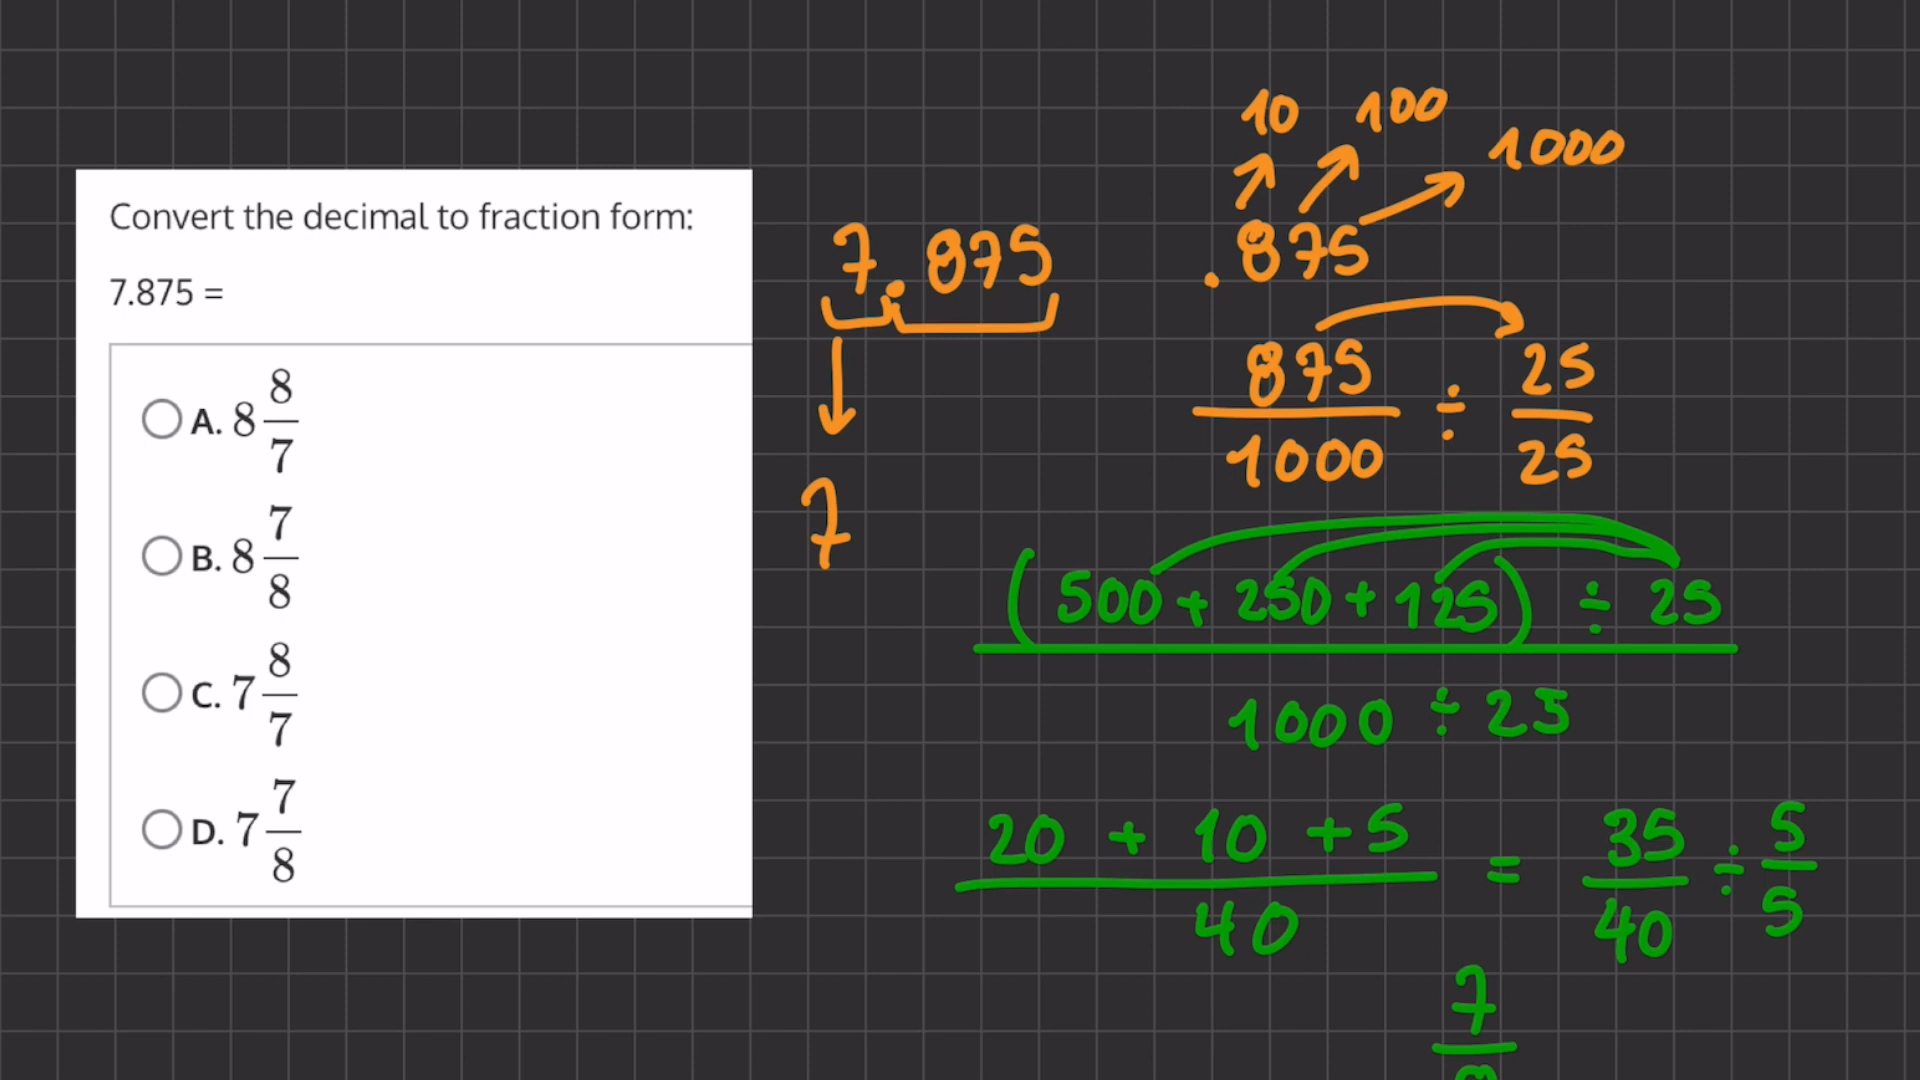 Convert the decimal to fraction form:
7.875 =
A. 8 8/7
B. 8 7/8
C. 7 8/7
D. 7 7/8
7.875
7
10 100 1000
.875
875/1000 ÷ 25/25
(500 + 250 + 125) ÷ 25
1000 ÷ 25
20 + 10 + 5
40
= 35/40 ÷ 5/5
7